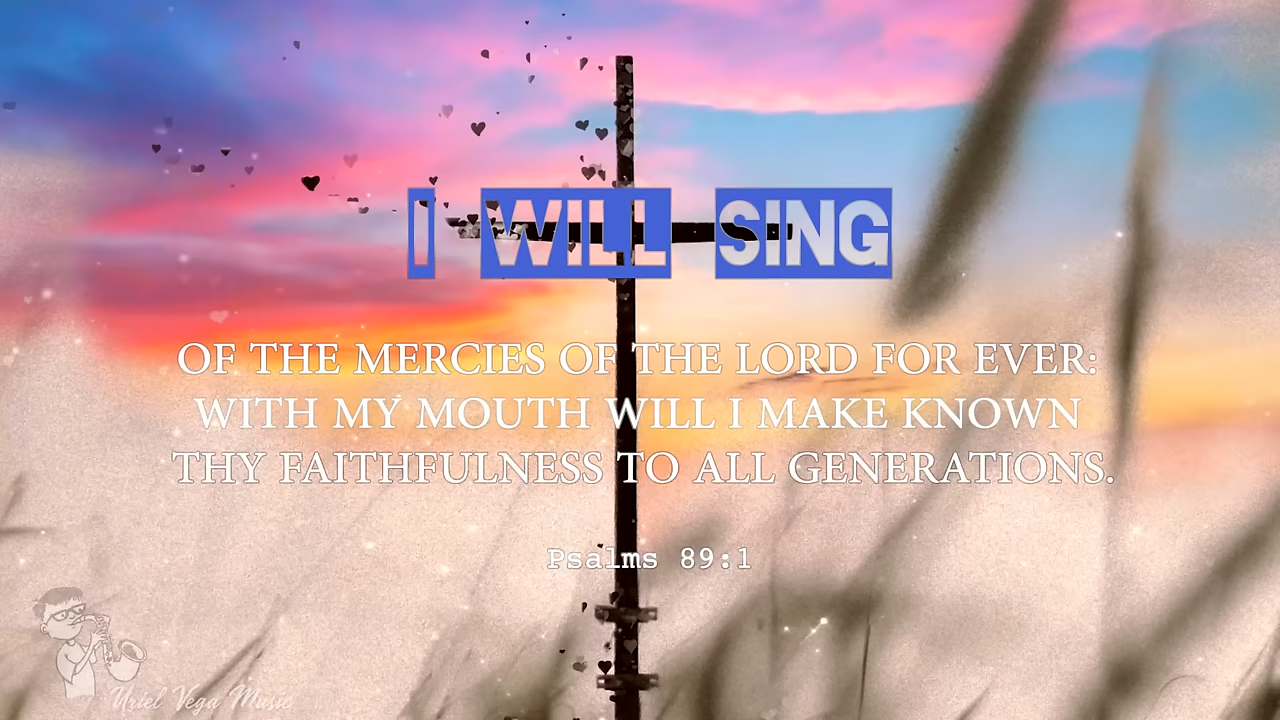 I WILL SING
OF THE MERCIES OF THE LORD FOR EVER:
WITH MY MOUTH WILL I MAKE KNOWN
THY FAITHFULNESS TO ALL GENERATIONS.
Psalms 89:1
Uriel Vega Music